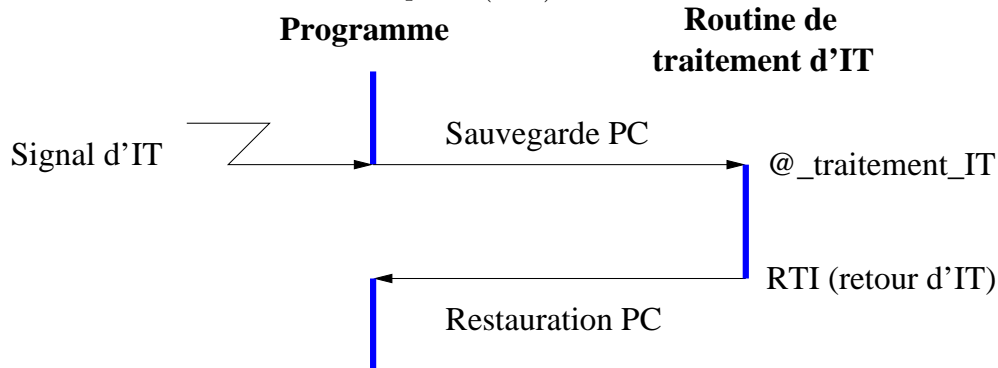 Programme
Routine de
traitement d'IT
Signal d'IT
Sauvegarde PC
@_traitement_IT
RTI (retour d'IT)
Restauration PC